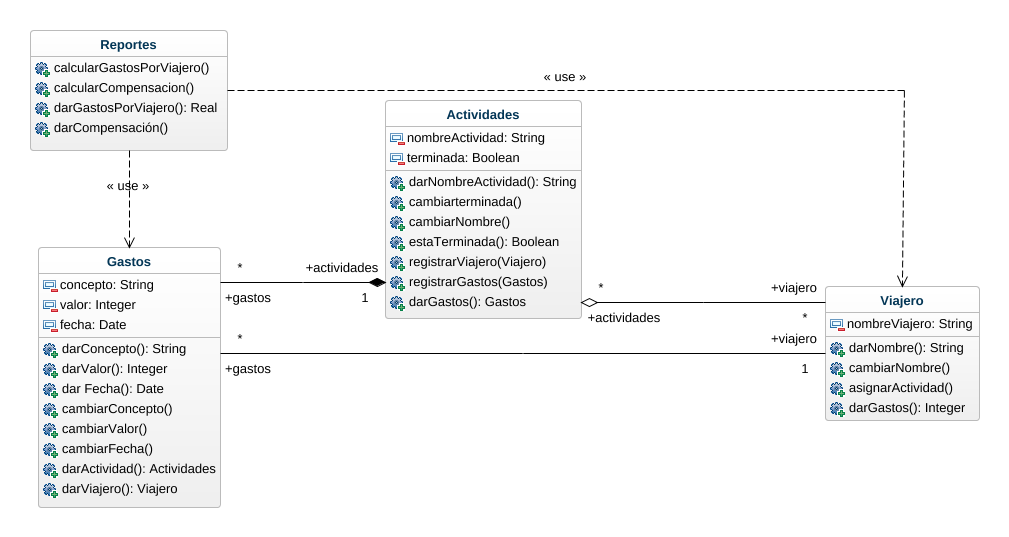 Reportes
calcularGastosPorViajero()
calcularCompensacion()
darGastosPorViajero(): Real
darCompensación()
« use »
« use »
Actividades
nombreActividad: String
terminada: Boolean
darNombreActividad(): String
cambiarterminada()
cambiarNombre()
estaTerminada(): Boolean
registrarViajero(Viajero)
registrarGastos(Gastos)
darGastos(): Gastos
Gastos
concepto: String
valor: Integer
fecha: Date
darConcepto(): String
darValor(): Integer
dar Fecha(): Date
cambiarConcepto()
cambiarValor()
cambiarFecha()
darActividad(): Actividades
darViajero(): Viajero
* +actividades
+gastos 1
* +viajero
+actividades *
* +viajero
+gastos 1
Viajero
nombreViajero: String
darNombre(): String
cambiarNombre()
asignarActividad()
darGastos(): Integer